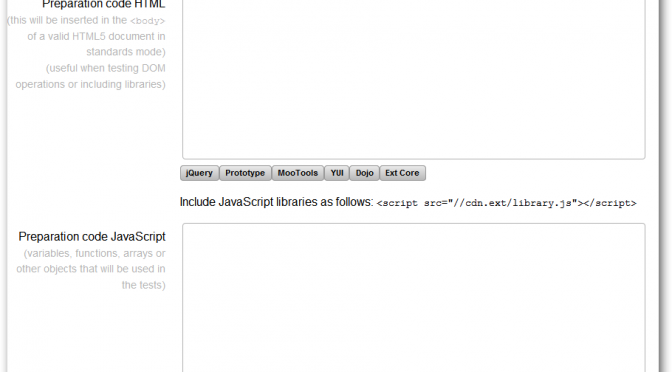 Preparation code HTML
(this will be inserted in the <body>
of a valid HTML5 document in
standards mode)
(useful when testing DOM
operations or including libraries)
jQuery Prototype MooTools YUI Dojo Ext Core
Include JavaScript libraries as follows: <script src="//cdn.ext/library.js"></script>
Preparation code JavaScript
(variables, functions, arrays or
other objects that will be used in
the tests)